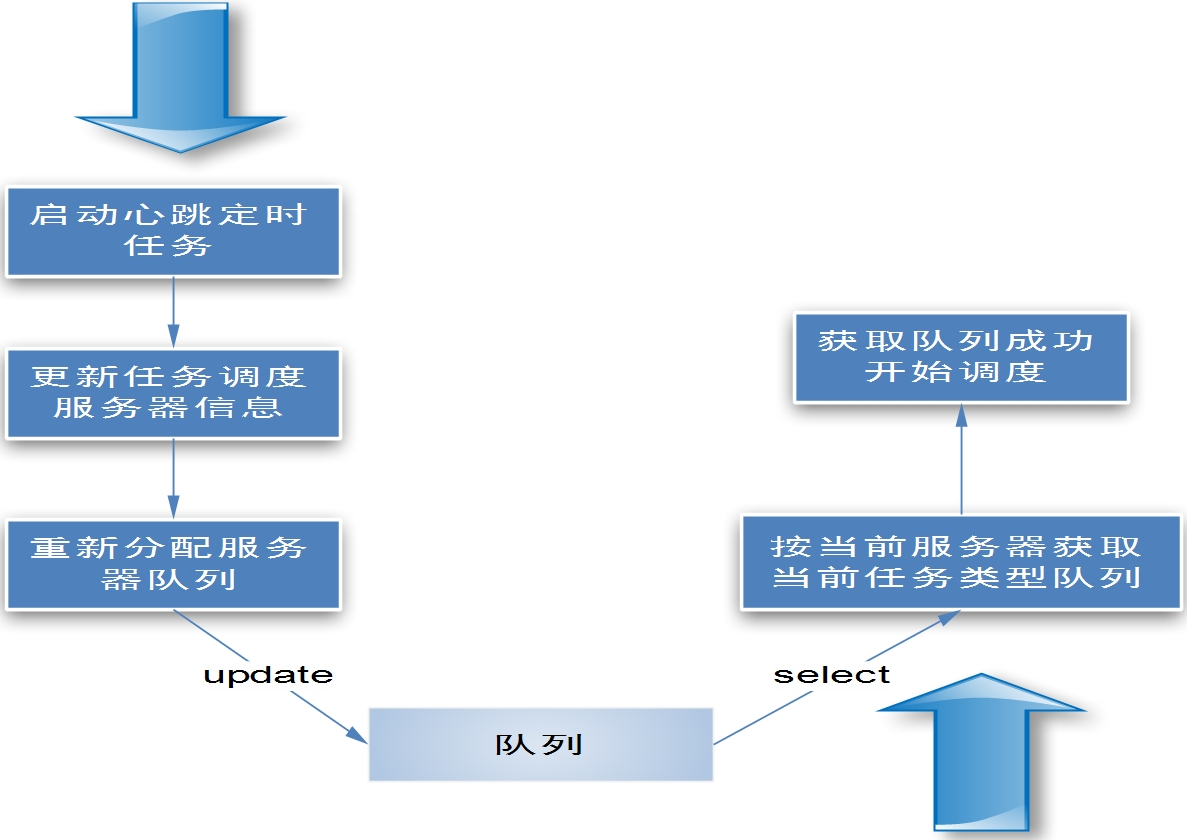 启动心跳定时
任务
更新任务调度
服务器信息
重新分配服务
器队列
update
队列
select
按当前服务器获取
当前任务类型队列
获取队列成功
开始调度